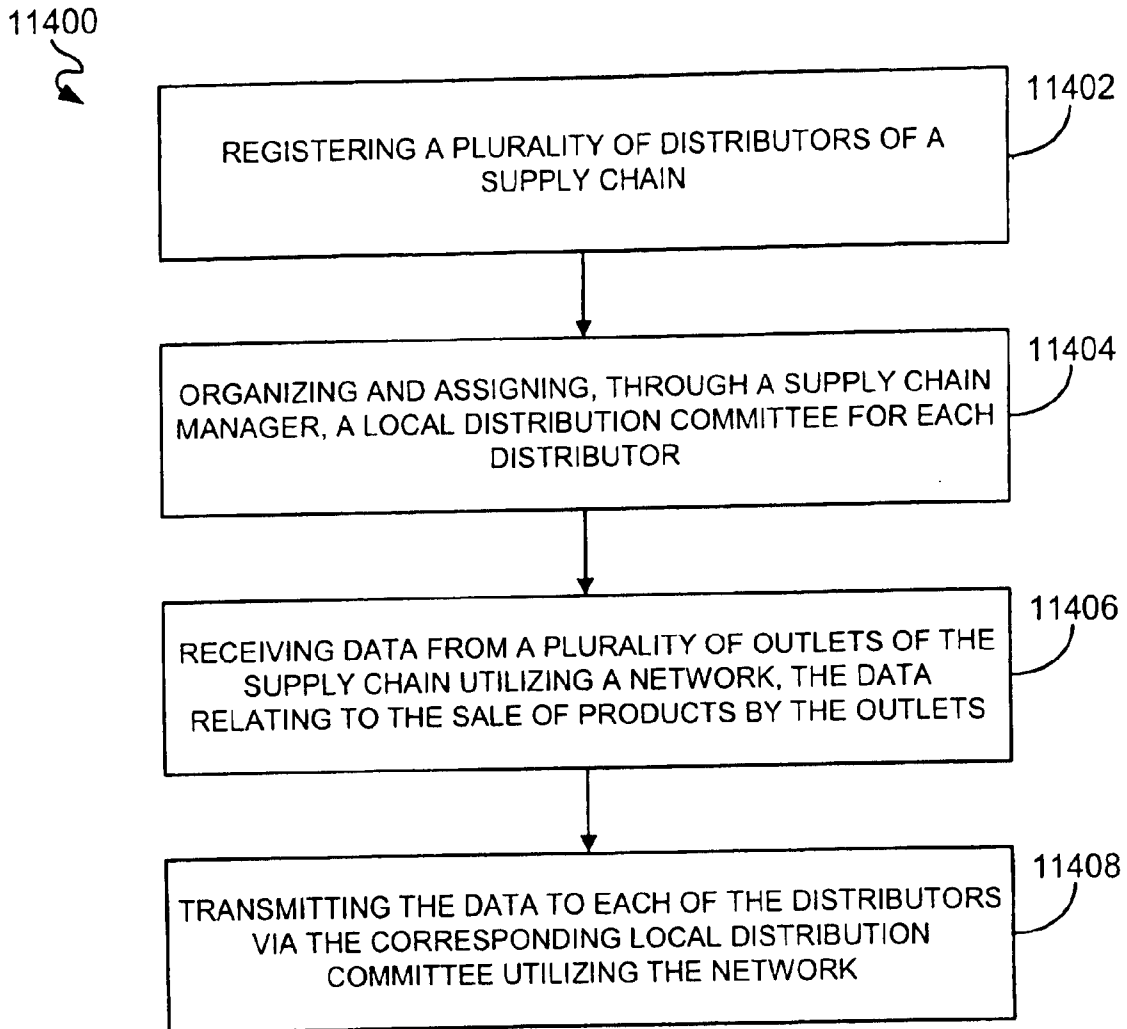 11400
11402
REGISTERING A PLURALITY OF DISTRIBUTORS OF A
SUPPLY CHAIN
11404
ORGANIZING AND ASSIGNING, THROUGH A SUPPLY CHAIN
MANAGER, A LOCAL DISTRIBUTION COMMITTEE FOR EACH
DISTRIBUTOR
11406
RECEIVING DATA FROM A PLURALITY OF OUTLETS OF THE
SUPPLY CHAIN UTILIZING A NETWORK, THE DATA
RELATING TO THE SALE OF PRODUCTS BY THE OUTLETS
11408
TRANSMITTING THE DATA TO EACH OF THE DISTRIBUTORS
VIA THE CORRESPONDING LOCAL DISTRIBUTION
COMMITTEE UTILIZING THE NETWORK